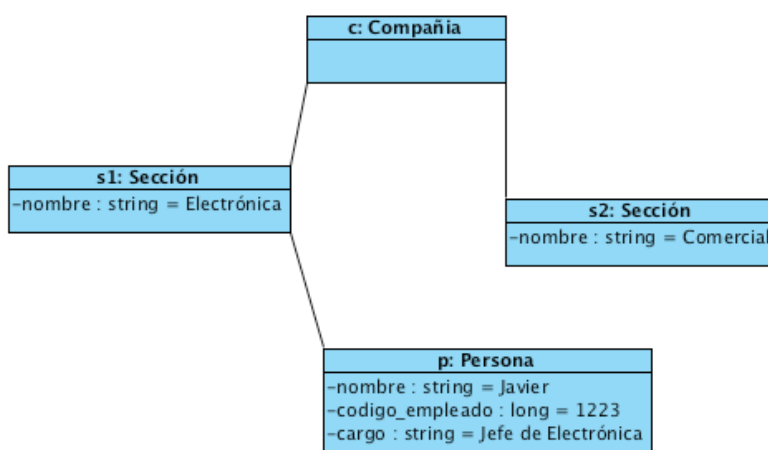 c: Compañia
s1: Sección
-nombre : string = Electrónica
s2: Sección
-nombre : string = Comercial
p: Persona
-nombre : string = Javier
-codigo_empleado : long = 1223
-cargo : string = Jefe de Electrónica